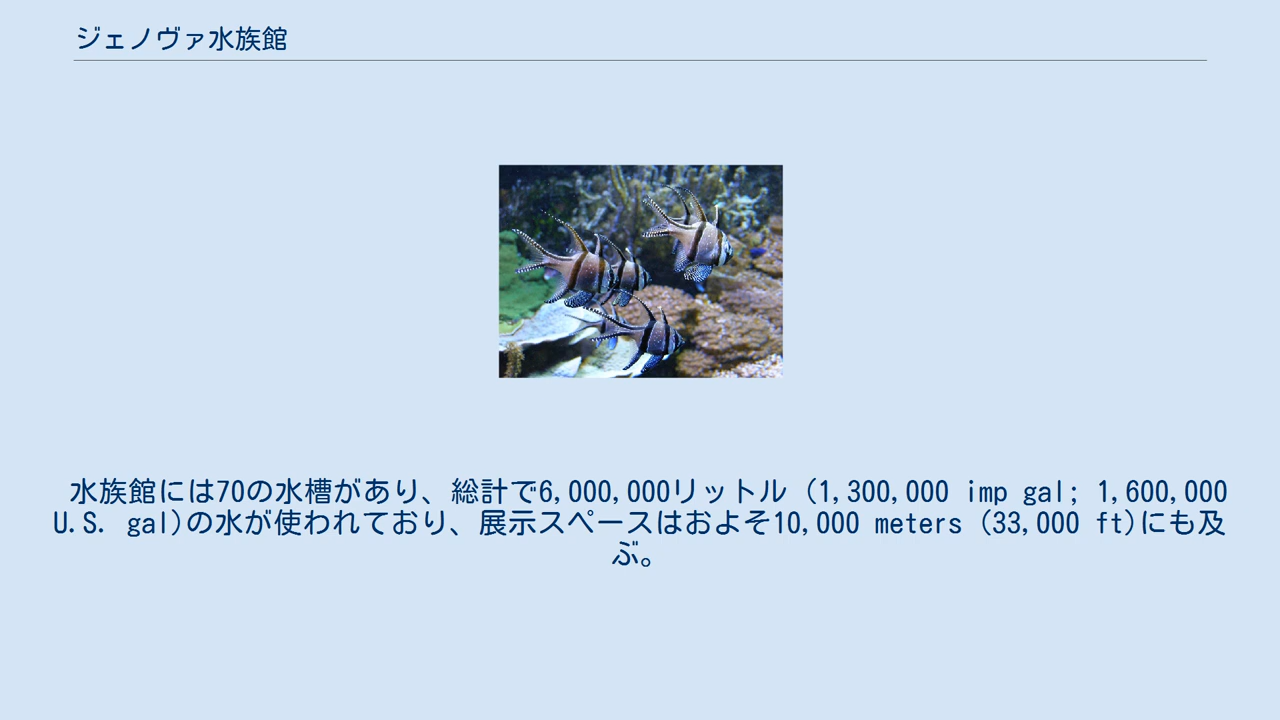 ジェノヴァ水族館
水族館には70の水槽があり、総計で6,000,000リットル (1,300,000 imp gal; 1,600,000
U.S. gal)の水が使われており、展示スペースはおよそ10,000 meters (33,000 ft)にも及
ぶ。